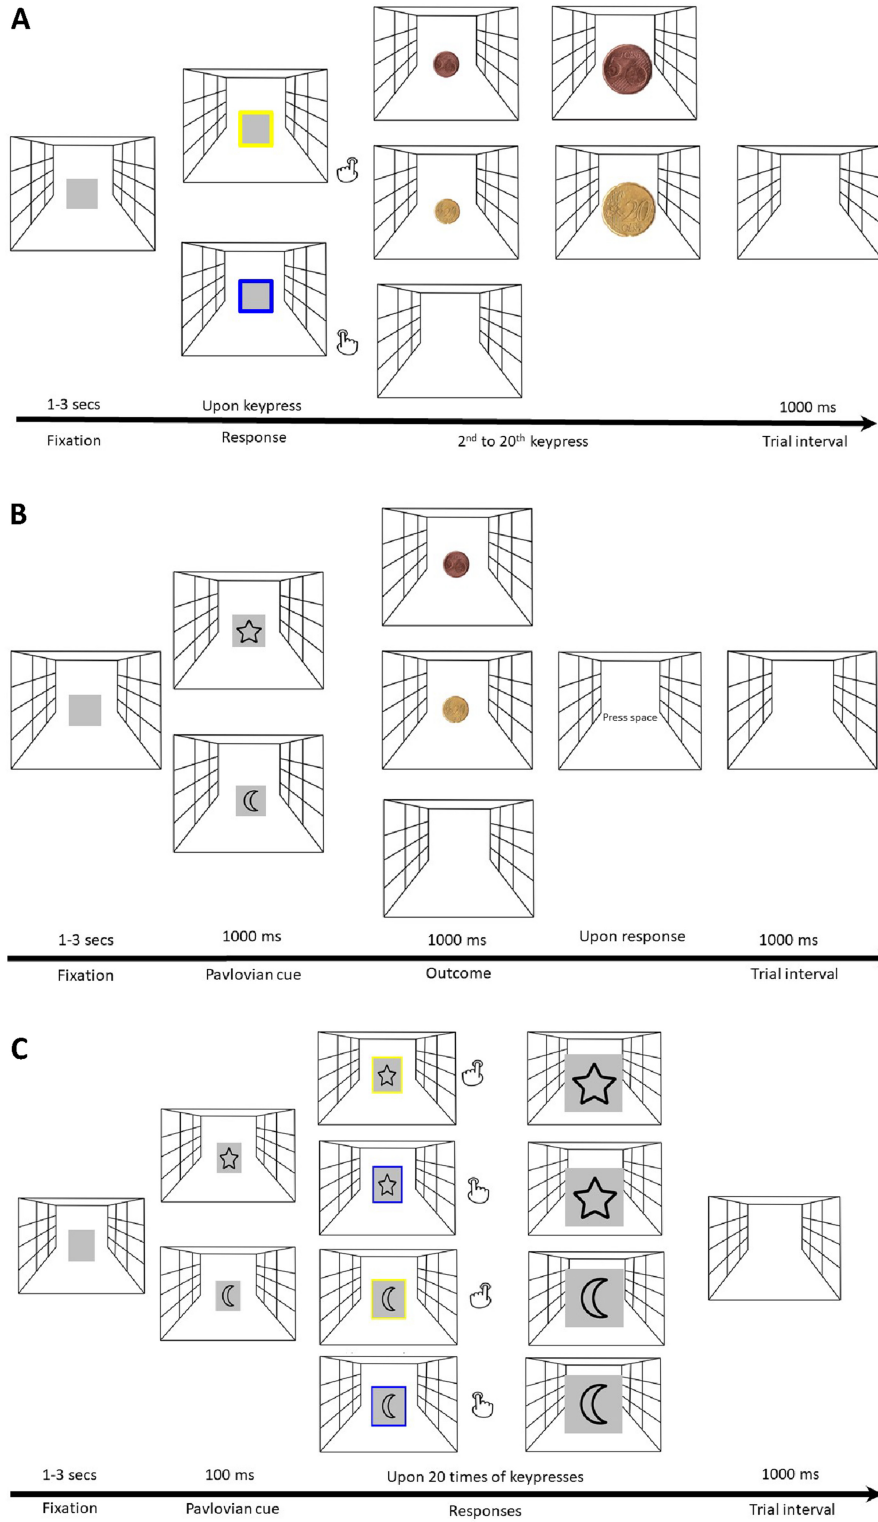 A
1-3 secs
Upon keypress
1000 ms
Fixation
Response
2nd to 20th keypress
Trial interval
B
Press space
1-3 secs
1000 ms
1000 ms
Upon response
1000 ms
Fixation
Pavlovian cue
Outcome
Trial interval
C
1-3 secs
100 ms
Upon 20 times of keypresses
1000 ms
Fixation
Pavlovian cue
Responses
Trial interval